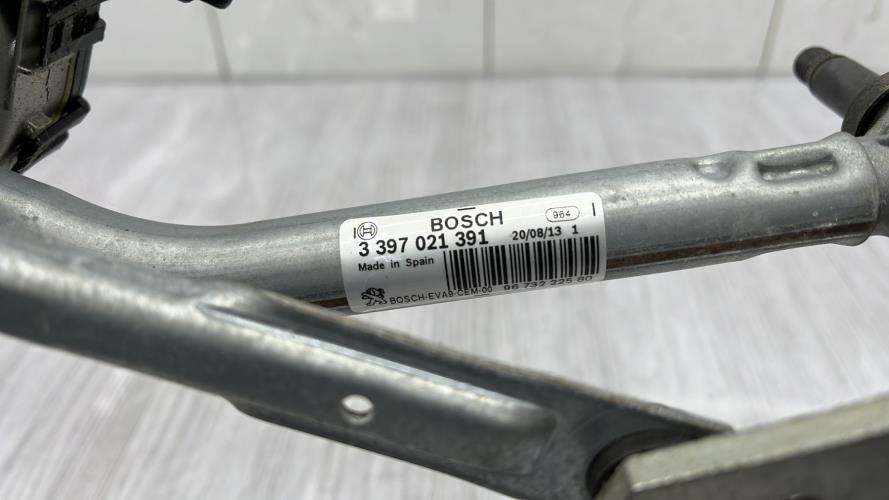 BOSCH 964
3 397 021 391 20/08/13 1
Made in Spain
BOSCH-EVA9-CEM-00 96 732 225 80